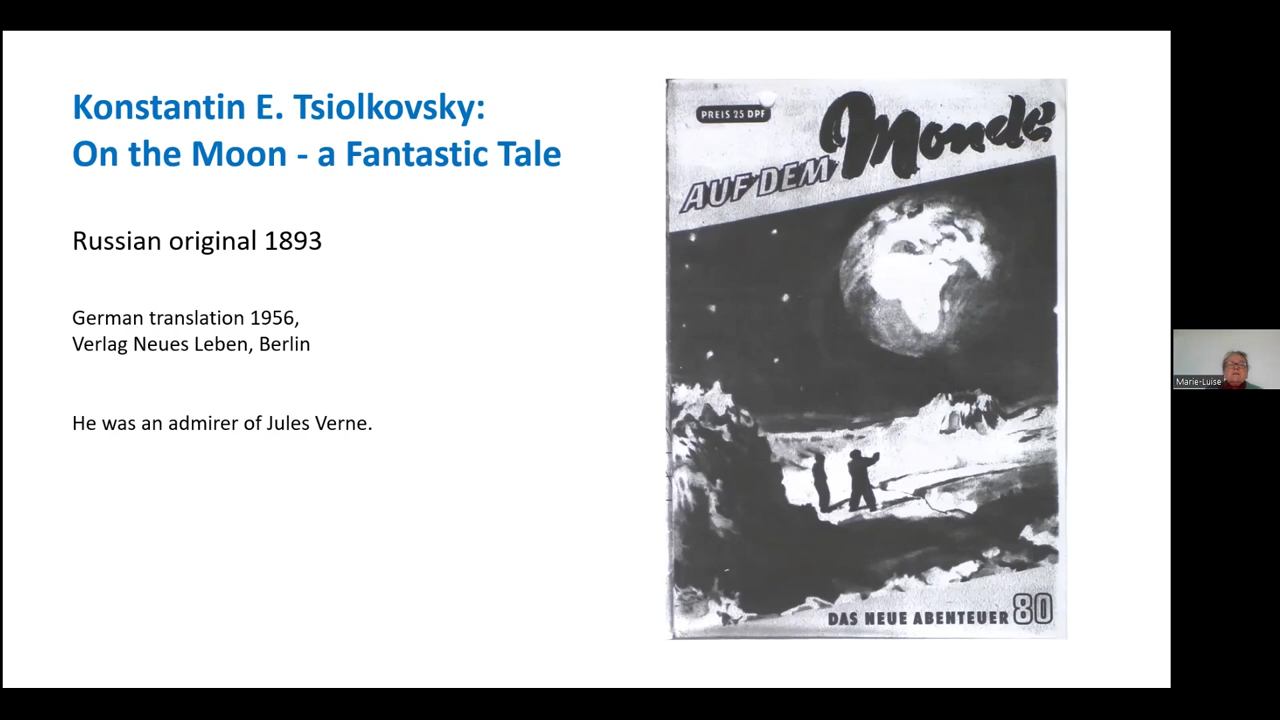 Konstantin E. Tsiolkovsky:
On the Moon - a Fantastic Tale
Russian original 1893
German translation 1956,
Verlag Neues Leben, Berlin
He was an admirer of Jules Verne.
PREIS 25 DPF
AUF DEM Monde
DAS NEUE ABENTEUER 80
Marie-Luise